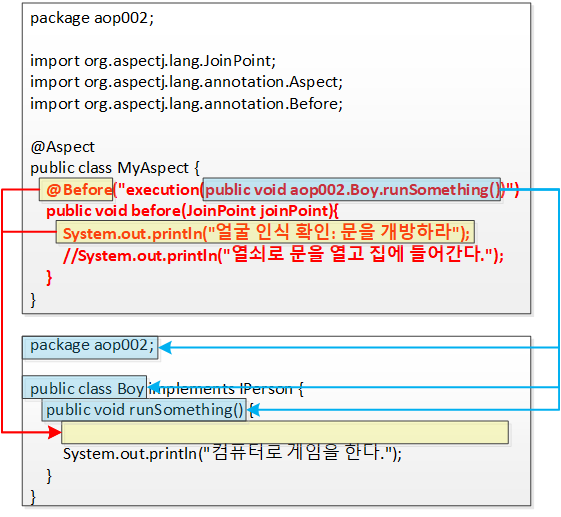 package aop002;
import org.aspectj.lang.JoinPoint;
import org.aspectj.lang.annotation.Aspect;
import org.aspectj.lang.annotation.Before;
@Aspect
public class MyAspect {
@Before("execution(public void aop002.Boy.runSomething())")
public void before(JoinPoint joinPoint){
System.out.println("얼굴 인식 확인: 문을 개방하라");
//System.out.println("열쇠로 문을 열고 집에 들어간다.");
}
}
package aop002;
public class Boy implements IPerson {
public void runSomething() {
System.out.println("컴퓨터로 게임을 한다.");
}
}